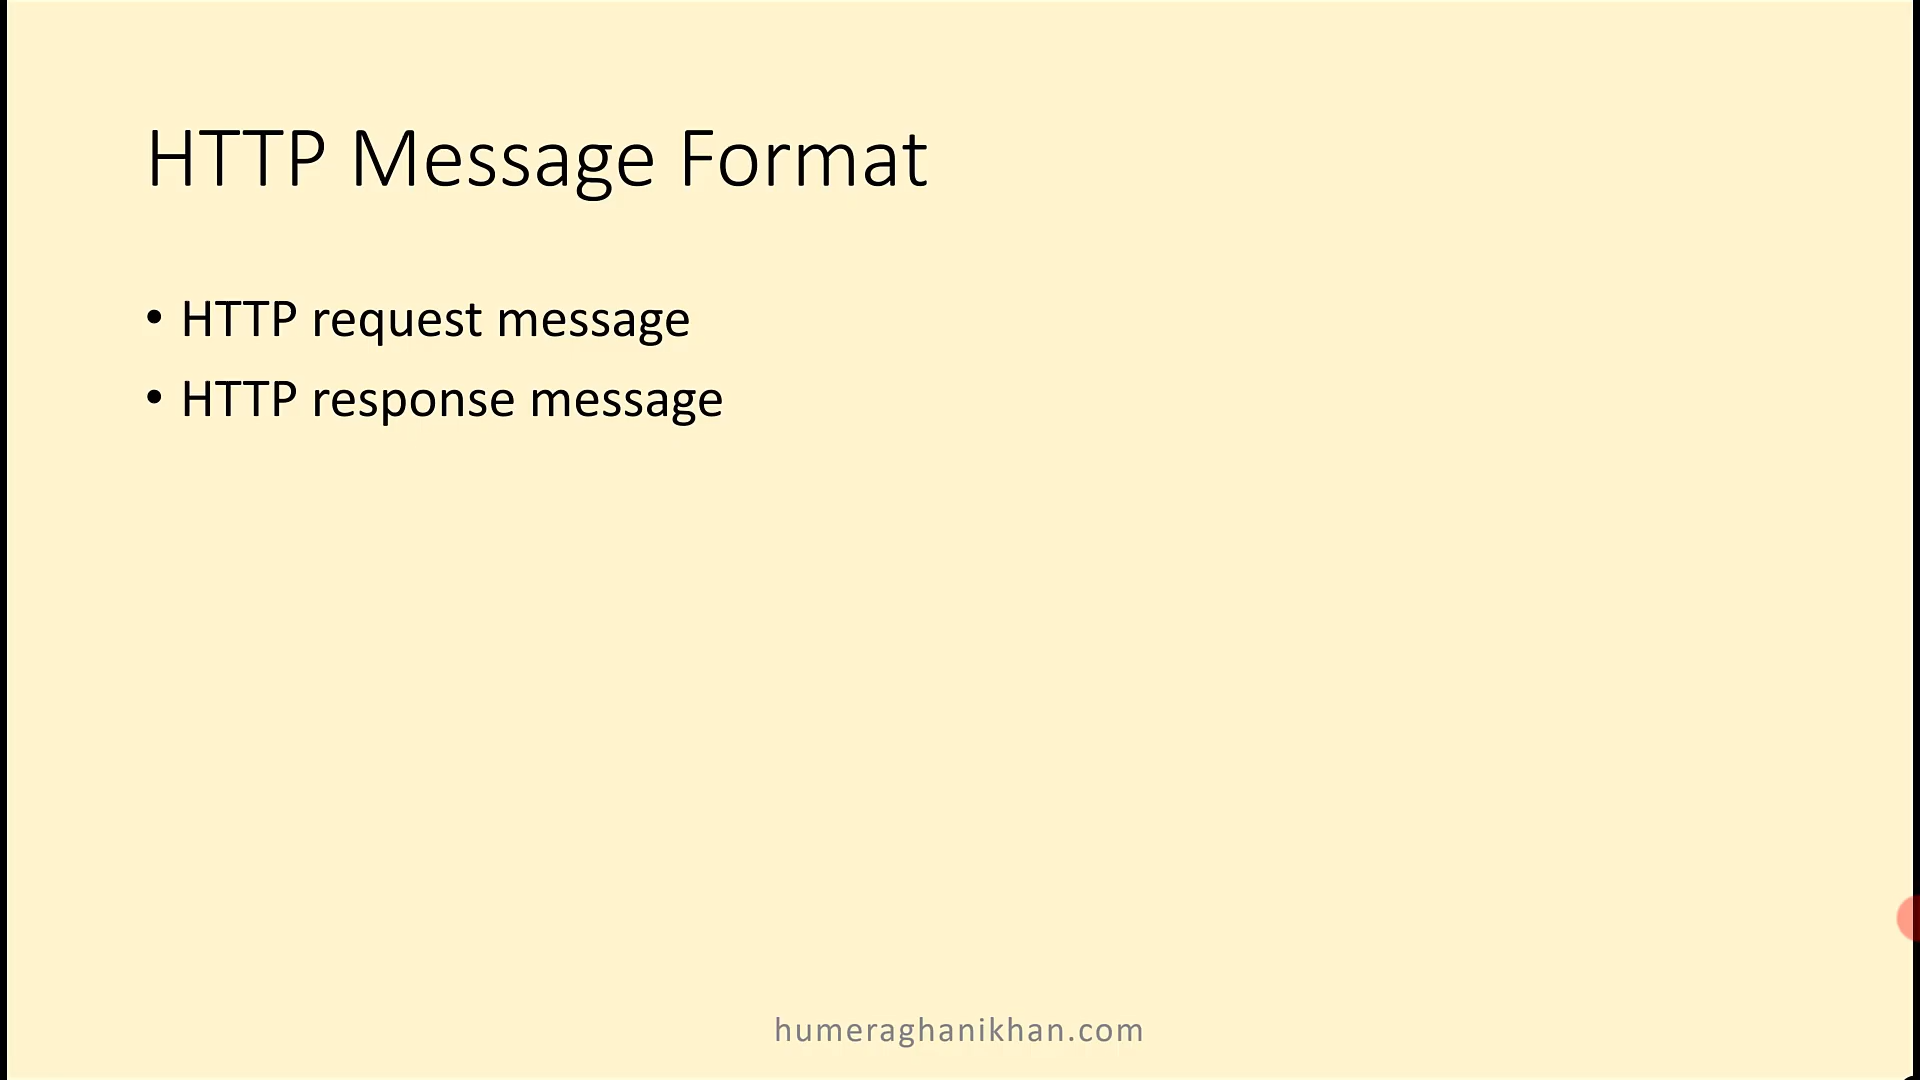 HTTP Message Format
• HTTP request message
• HTTP response message
humeraghanikhan.com